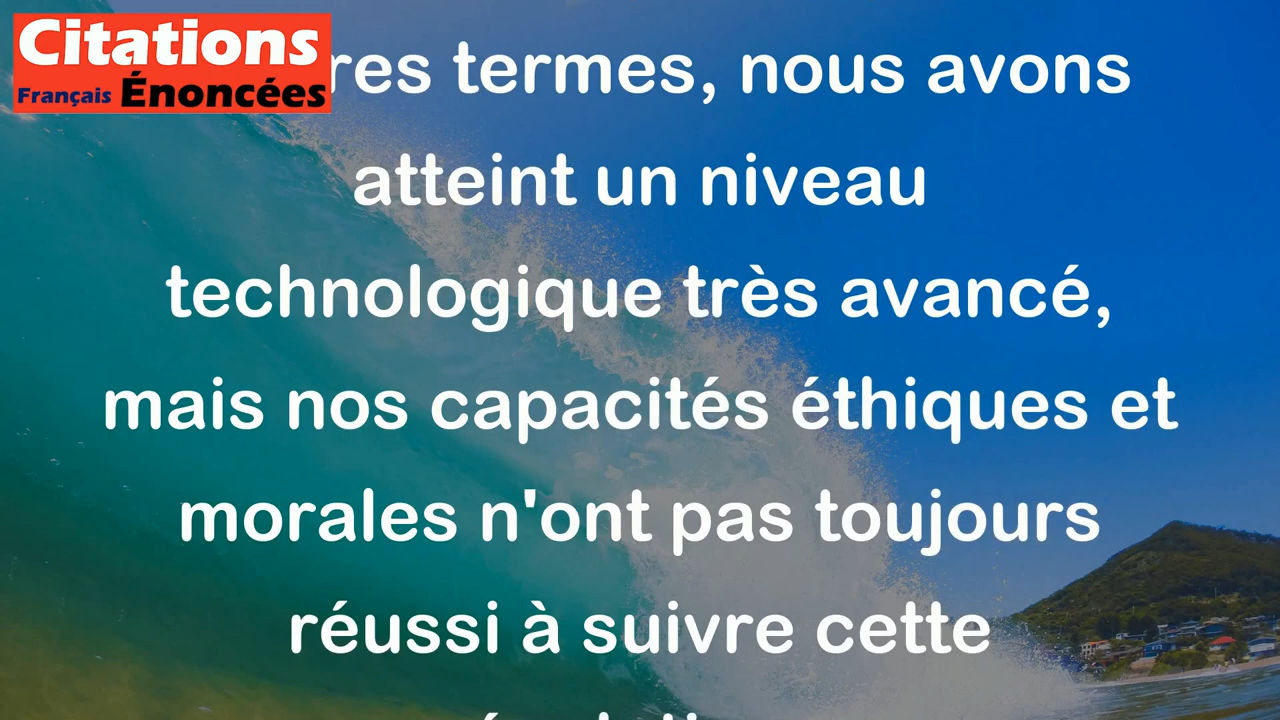 Citations
Français Énoncées
termes, nous avons
atteint un niveau
technologique très avancé,
mais nos capacités éthiques et
morales n'ont pas toujours
réussi à suivre cette